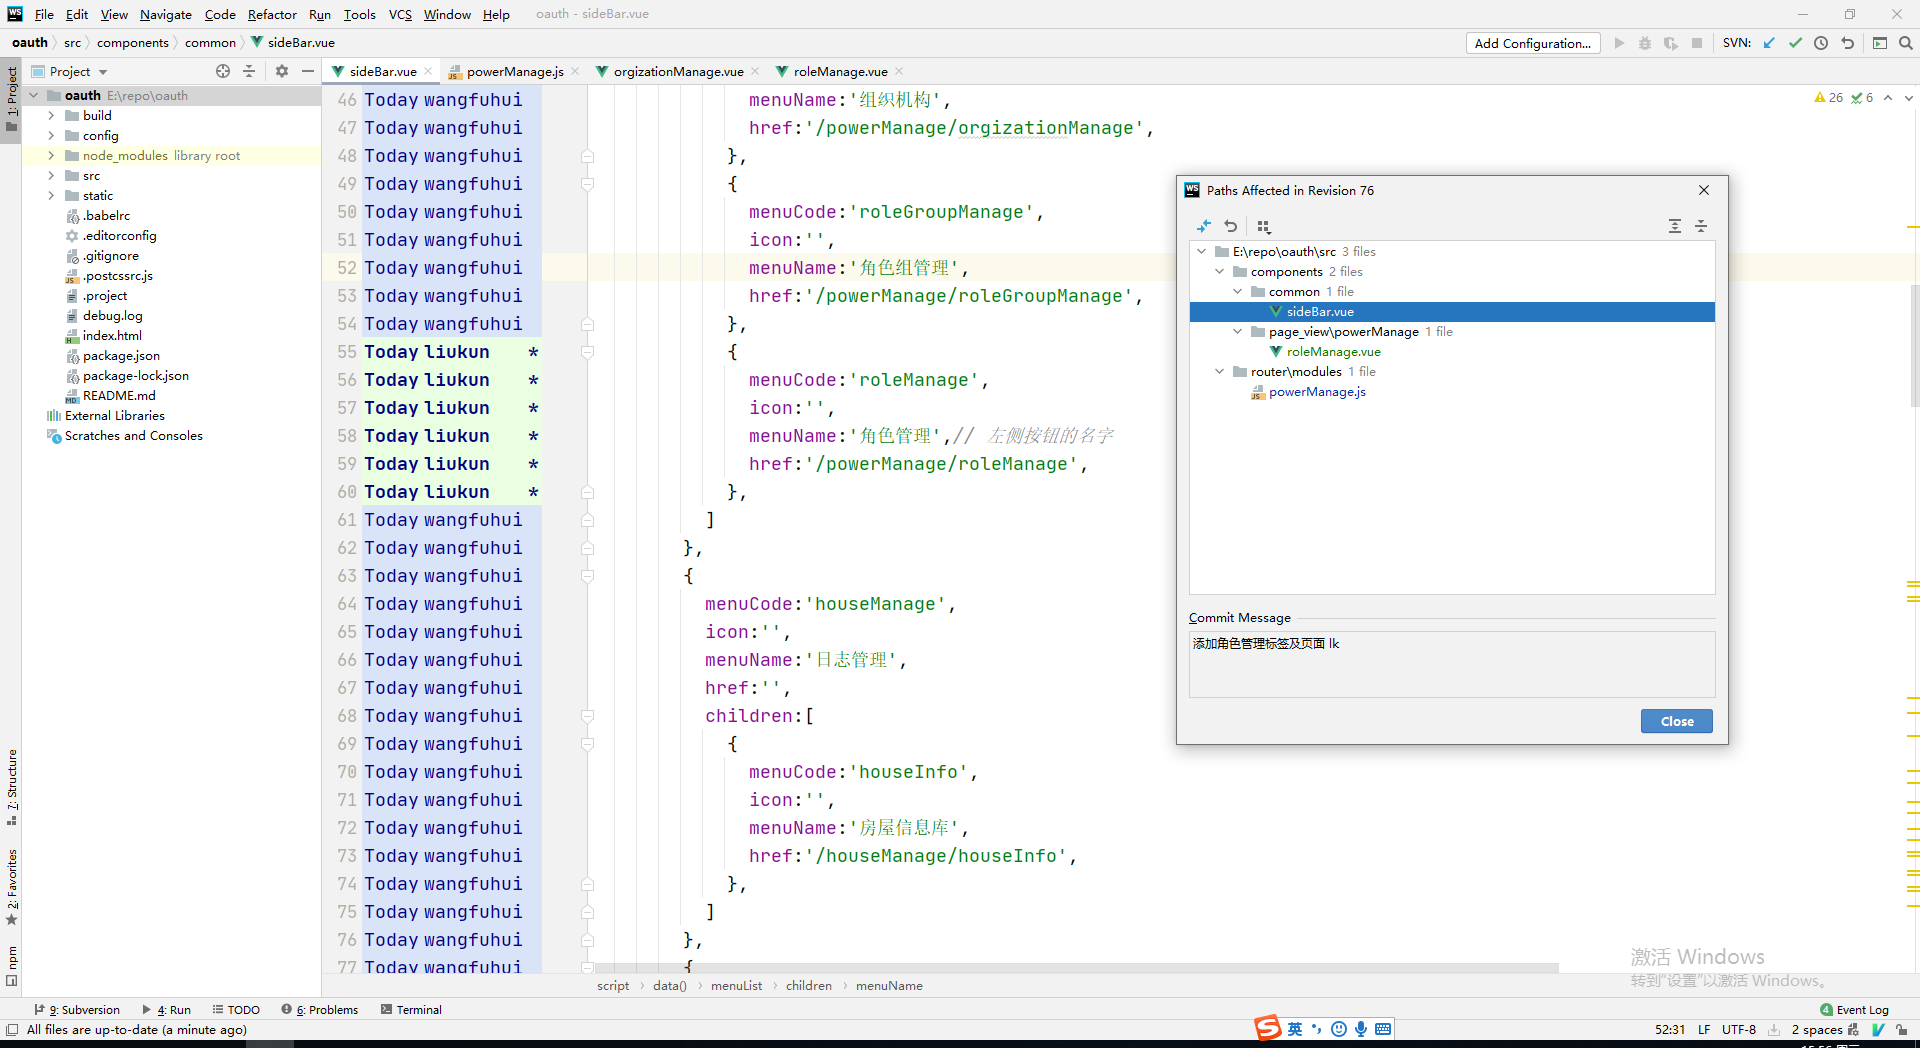 File Edit View Navigate Code Refactor Run Tools VCS Window Help oauth - sideBar.vue
oauth src components common sideBar.vue Add Configuration... SVN:
Project sideBar.vue powerManage.js orgizationManage.vue roleManage.vue
1: Project
7: Structure
2: Favorites
npm
oauth E:\repo\oauth
build
config
node_modules library root
src
static
.babelrc
.editorconfig
.gitignore
.postcssrc.js
.project
debug.log
index.html
package.json
package-lock.json
README.md
External Libraries
Scratches and Consoles
26 6
46 Today wangfuhui menuName:'组织机构',
47 Today wangfuhui href:'/powerManage/orgizationManage',
48 Today wangfuhui },
49 Today wangfuhui {
50 Today wangfuhui menuCode:'roleGroupManage',
51 Today wangfuhui icon:'',
52 Today wangfuhui menuName:'角色组管理',
53 Today wangfuhui href:'/powerManage/roleGroupManage',
54 Today wangfuhui },
55 Today liukun * {
56 Today liukun * menuCode:'roleManage',
57 Today liukun * icon:'',
58 Today liukun * menuName:'角色管理',// 左侧按钮的名字
59 Today liukun * href:'/powerManage/roleManage',
60 Today liukun * },
61 Today wangfuhui ]
62 Today wangfuhui },
63 Today wangfuhui {
64 Today wangfuhui menuCode:'houseManage',
65 Today wangfuhui icon:'',
66 Today wangfuhui menuName:'日志管理',
67 Today wangfuhui href:'',
68 Today wangfuhui children:[
69 Today wangfuhui {
70 Today wangfuhui menuCode:'houseInfo',
71 Today wangfuhui icon:'',
72 Today wangfuhui menuName:'房屋信息库',
73 Today wangfuhui href:'/houseManage/houseInfo',
74 Today wangfuhui },
75 Today wangfuhui ]
76 Today wangfuhui },
77 Today wangfuhui {
script data() menuList children menuName
Paths Affected in Revision 76
E:\repo\oauth\src 3 files
components 2 files
common 1 file
sideBar.vue
page_view\powerManage 1 file
roleManage.vue
router\modules 1 file
powerManage.js
Commit Message
添加角色管理标签及页面 lk
Close
激活 Windows
转到“设置”以激活 Windows。
9: Subversion 4: Run TODO 6: Problems Terminal 4 Event Log
All files are up-to-date (a minute ago) 英 52:31 LF UTF-8 2 spaces